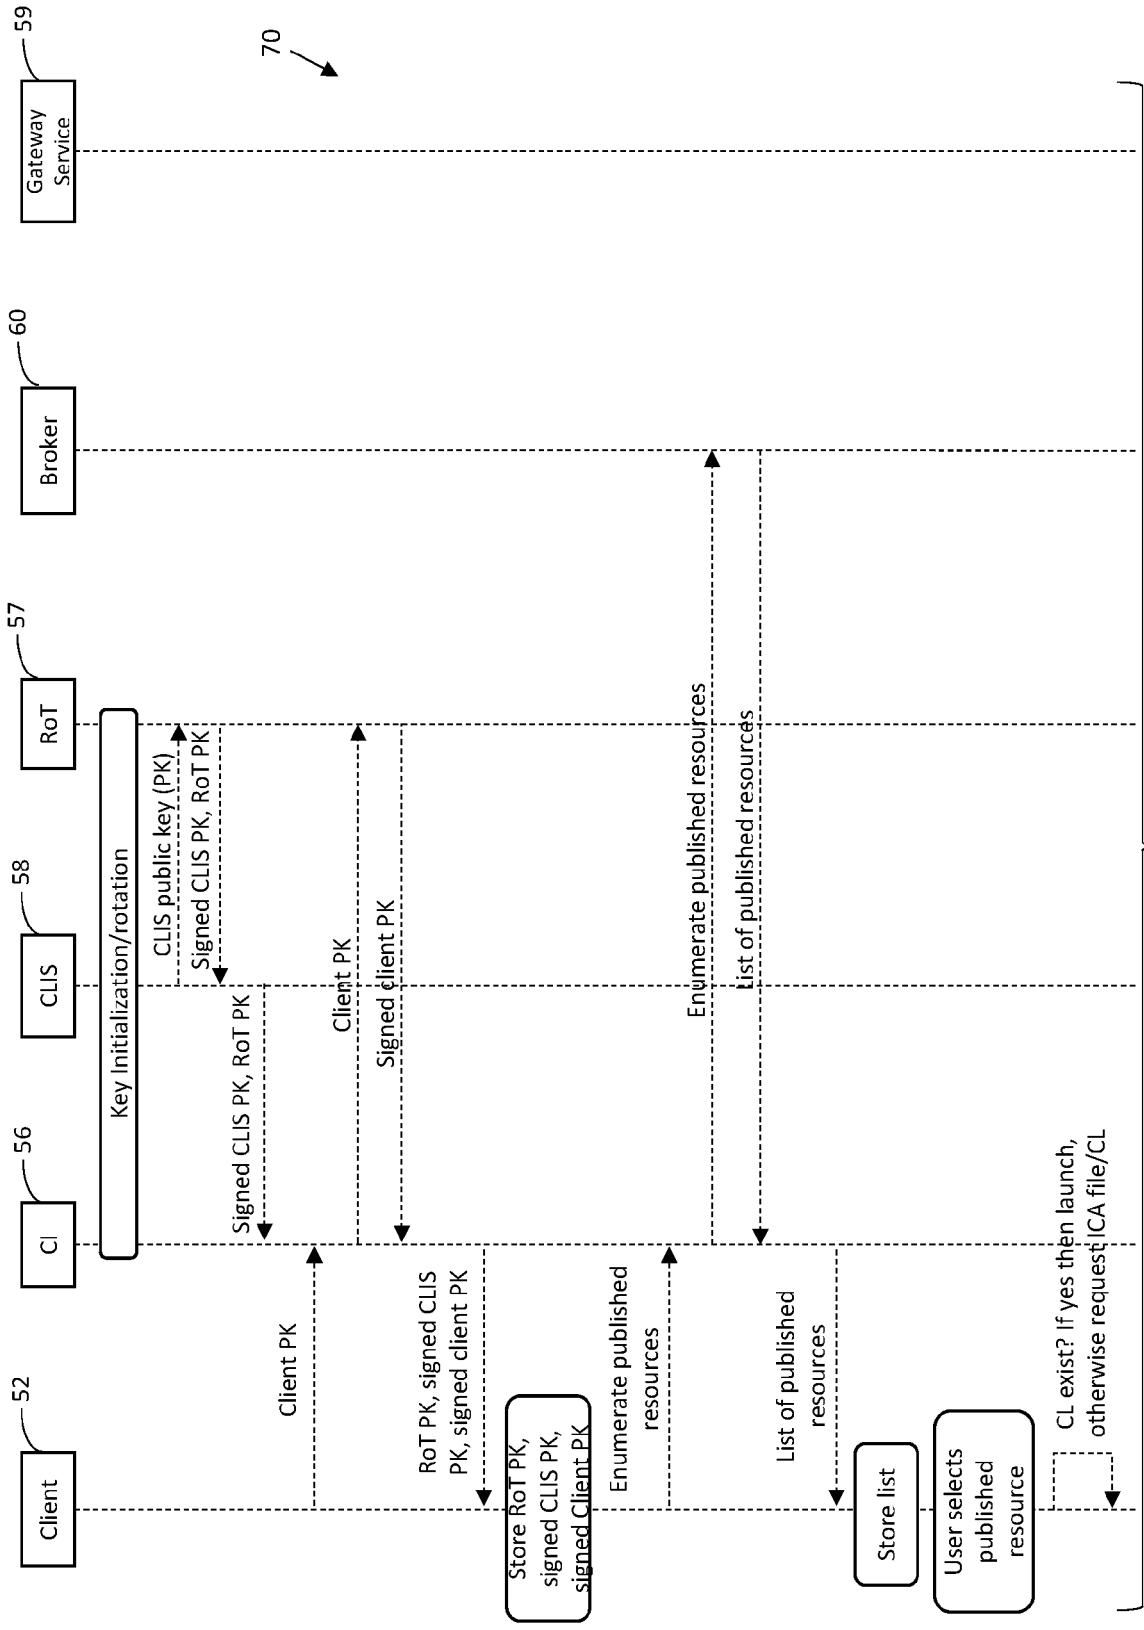 Client
52
CI
56
CLIS
58
RoT
57
Broker
60
Gateway
Service
59
70
Key Initialization/rotation
CLIS public key (PK)
Signed CLIS PK, RoT PK
Signed CLIS PK, RoT PK
Client PK
Client PK
Signed client PK
RoT PK, signed CLIS
PK, signed client PK
Store RoT PK,
signed CLIS PK,
signed Client PK
Enumerate published
resources
Enumerate published resources
List of published resources
List of published
resources
Store list
User selects
published
resource
CL exist? If yes then launch,
otherwise request ICA file/CL